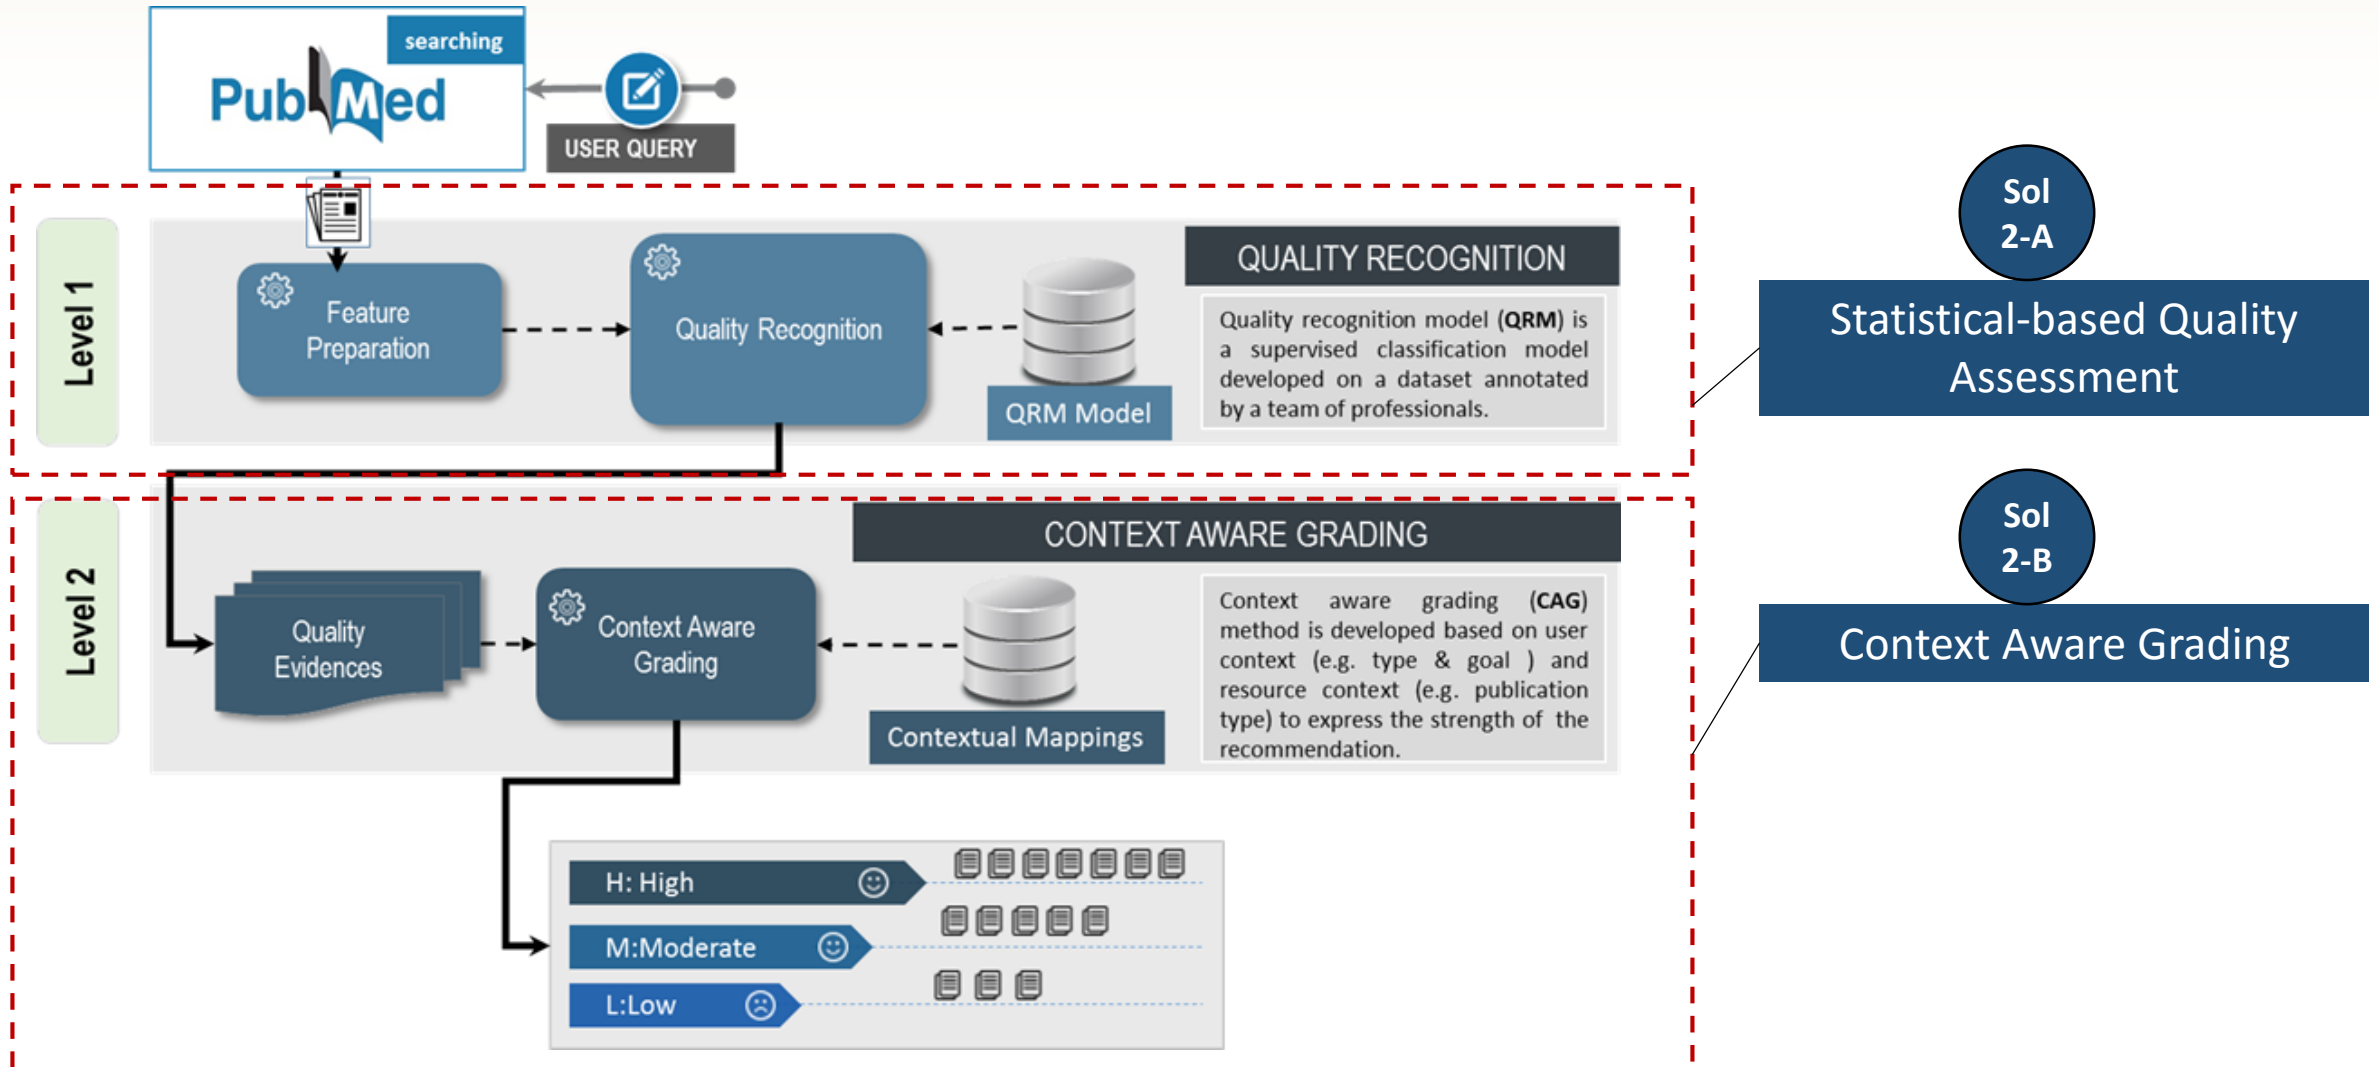 searching
PubMed
USER QUERY
Level 1
Feature
Preparation
Quality Recognition
QRM Model
QUALITY RECOGNITION
Quality recognition model (QRM) is
a supervised classification model
developed on a dataset annotated
by a team of professionals.
Sol
2-A
Statistical-based Quality
Assessment
Level 2
Quality
Evidences
Context Aware
Grading
Contextual Mappings
CONTEXT AWARE GRADING
Context aware grading (CAG)
method is developed based on user
context (e.g. type & goal ) and
resource context (e.g. publication
type) to express the strength of the
recommendation.
Sol
2-B
Context Aware Grading
H: High
M:Moderate
L:Low